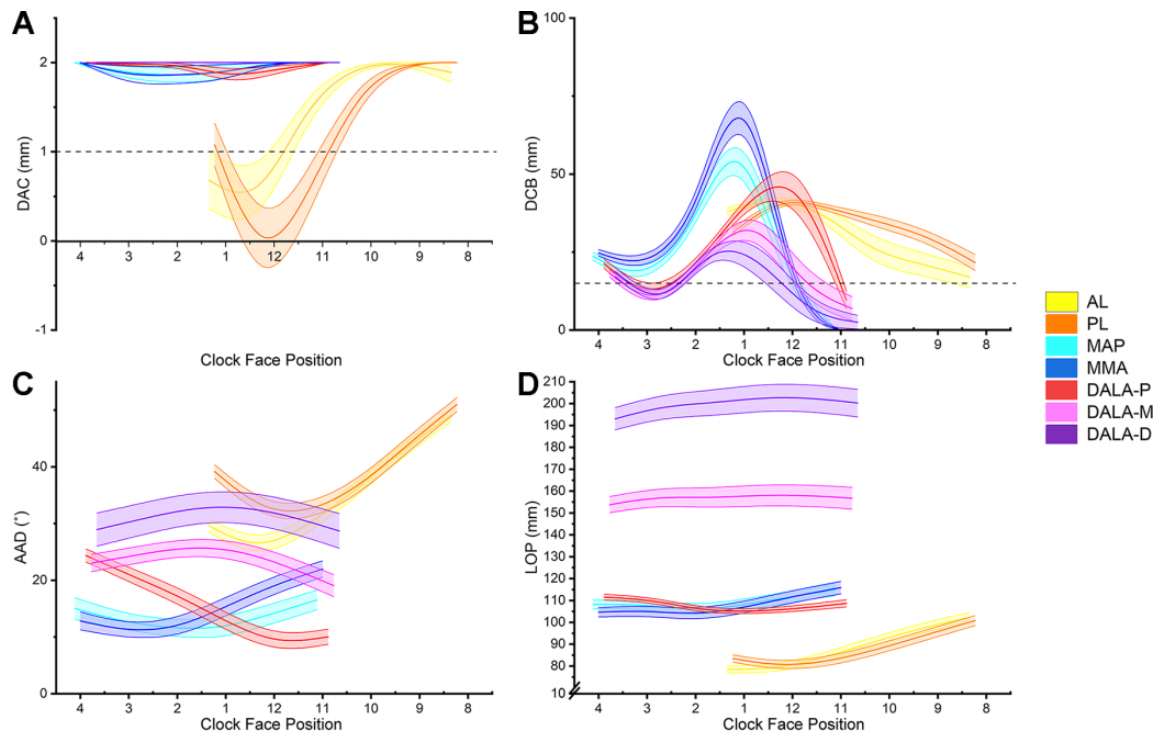 A
2
1
0
-1
DAC (mm)
4 3 2 1 12 11 10 9 8
Clock Face Position
B
100
50
0
DCB (mm)
4 3 2 1 12 11 10 9 8
Clock Face Position
AL
PL
MAP
MMA
DALA-P
DALA-M
DALA-D
C
40
20
0
AAD (°)
4 3 2 1 12 11 10 9 8
Clock Face Position
D
210
200
190
180
170
160
150
140
130
120
110
100
90
80
10
LOP (mm)
4 3 2 1 12 11 10 9 8
Clock Face Position